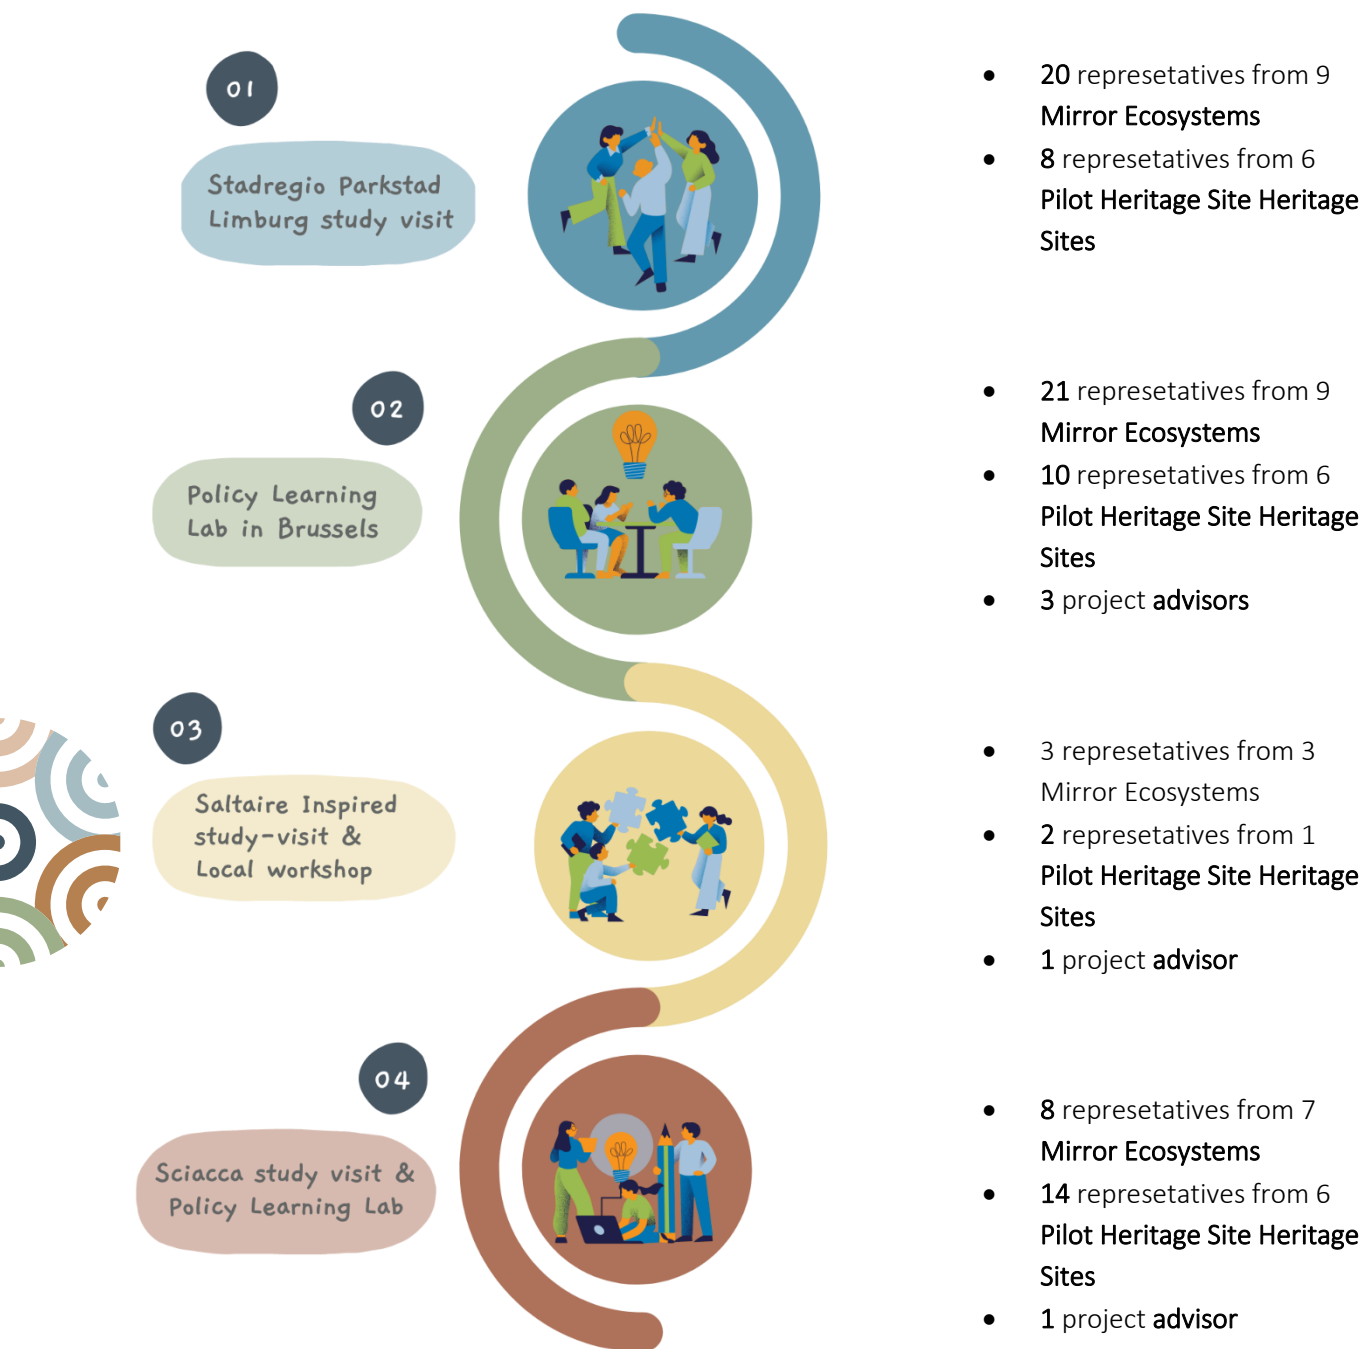 01
Stadregio Parkstad
Limburg study visit
• 20 represetatives from 9
Mirror Ecosystems
• 8 represetatives from 6
Pilot Heritage Site Heritage
Sites
02
Policy Learning
Lab in Brussels
• 21 represetatives from 9
Mirror Ecosystems
• 10 represetatives from 6
Pilot Heritage Site Heritage
Sites
• 3 project advisors
03
Saltaire Inspired
study-visit &
Local workshop
• 3 represetatives from 3
Mirror Ecosystems
• 2 represetatives from 1
Pilot Heritage Site Heritage
Sites
• 1 project advisor
04
Sciacca study visit &
Policy Learning Lab
• 8 represetatives from 7
Mirror Ecosystems
• 14 represetatives from 6
Pilot Heritage Site Heritage
Sites
• 1 project advisor